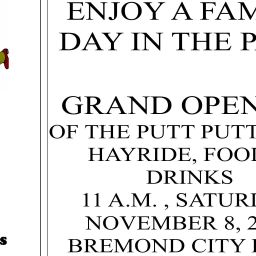 ENJOY A FAM
DAY IN THE P
GRAND OPEN
OF THE PUTT PUTT
HAYRIDE, FOO
DRINKS
11 A.M. , SATUR
NOVEMBER 8, 2
BREMOND CITY
s